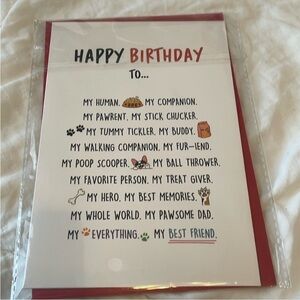 HAPPY BIRTHDAY
TO...
MY HUMAN. MY COMPANION.
MY PAWRENT. MY STICK CHUCKER.
MY TUMMY TICKLER. MY BUDDY.
MY WALKING COMPANION. MY FUR-IEND.
MY POOP SCOOPER. MY BALL THROWER.
MY FAVORITE PERSON. MY TREAT GIVER.
MY HERO. MY BEST MEMORIES.
MY WHOLE WORLD. MY PAWSOME DAD.
MY EVERYTHING. MY BEST FRIEND.